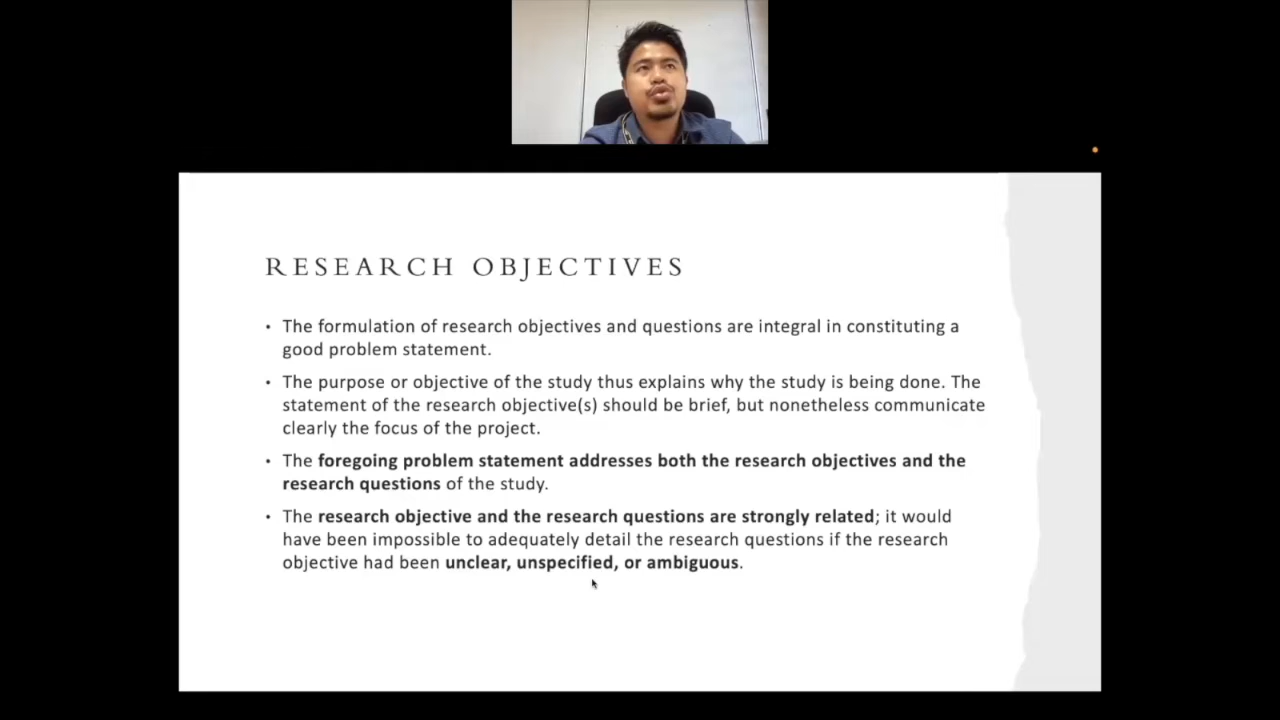 RESEARCH OBJECTIVES
• The formulation of research objectives and questions are integral in constituting a
good problem statement.
• The purpose or objective of the study thus explains why the study is being done. The
statement of the research objective(s) should be brief, but nonetheless communicate
clearly the focus of the project.
• The foregoing problem statement addresses both the research objectives and the
research questions of the study.
• The research objective and the research questions are strongly related; it would
have been impossible to adequately detail the research questions if the research
objective had been unclear, unspecified, or ambiguous.